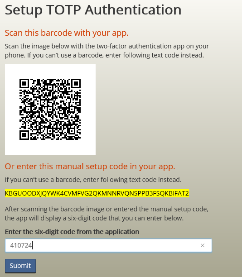 Setup TOTP Authentication
Scan this barcode with your app.
Scan the image below with the two-factor authentication app on your
phone. If you can't use a barcode, enter following text code instead.
Or enter this manual setup code in your app.
If you can't use a barcode, enter following text code instead.
After scanning the barcode image or entered the manual setup code,
the app will display a six-digit code that you can enter below.
Enter the six-digit code from the application
410724
Submit